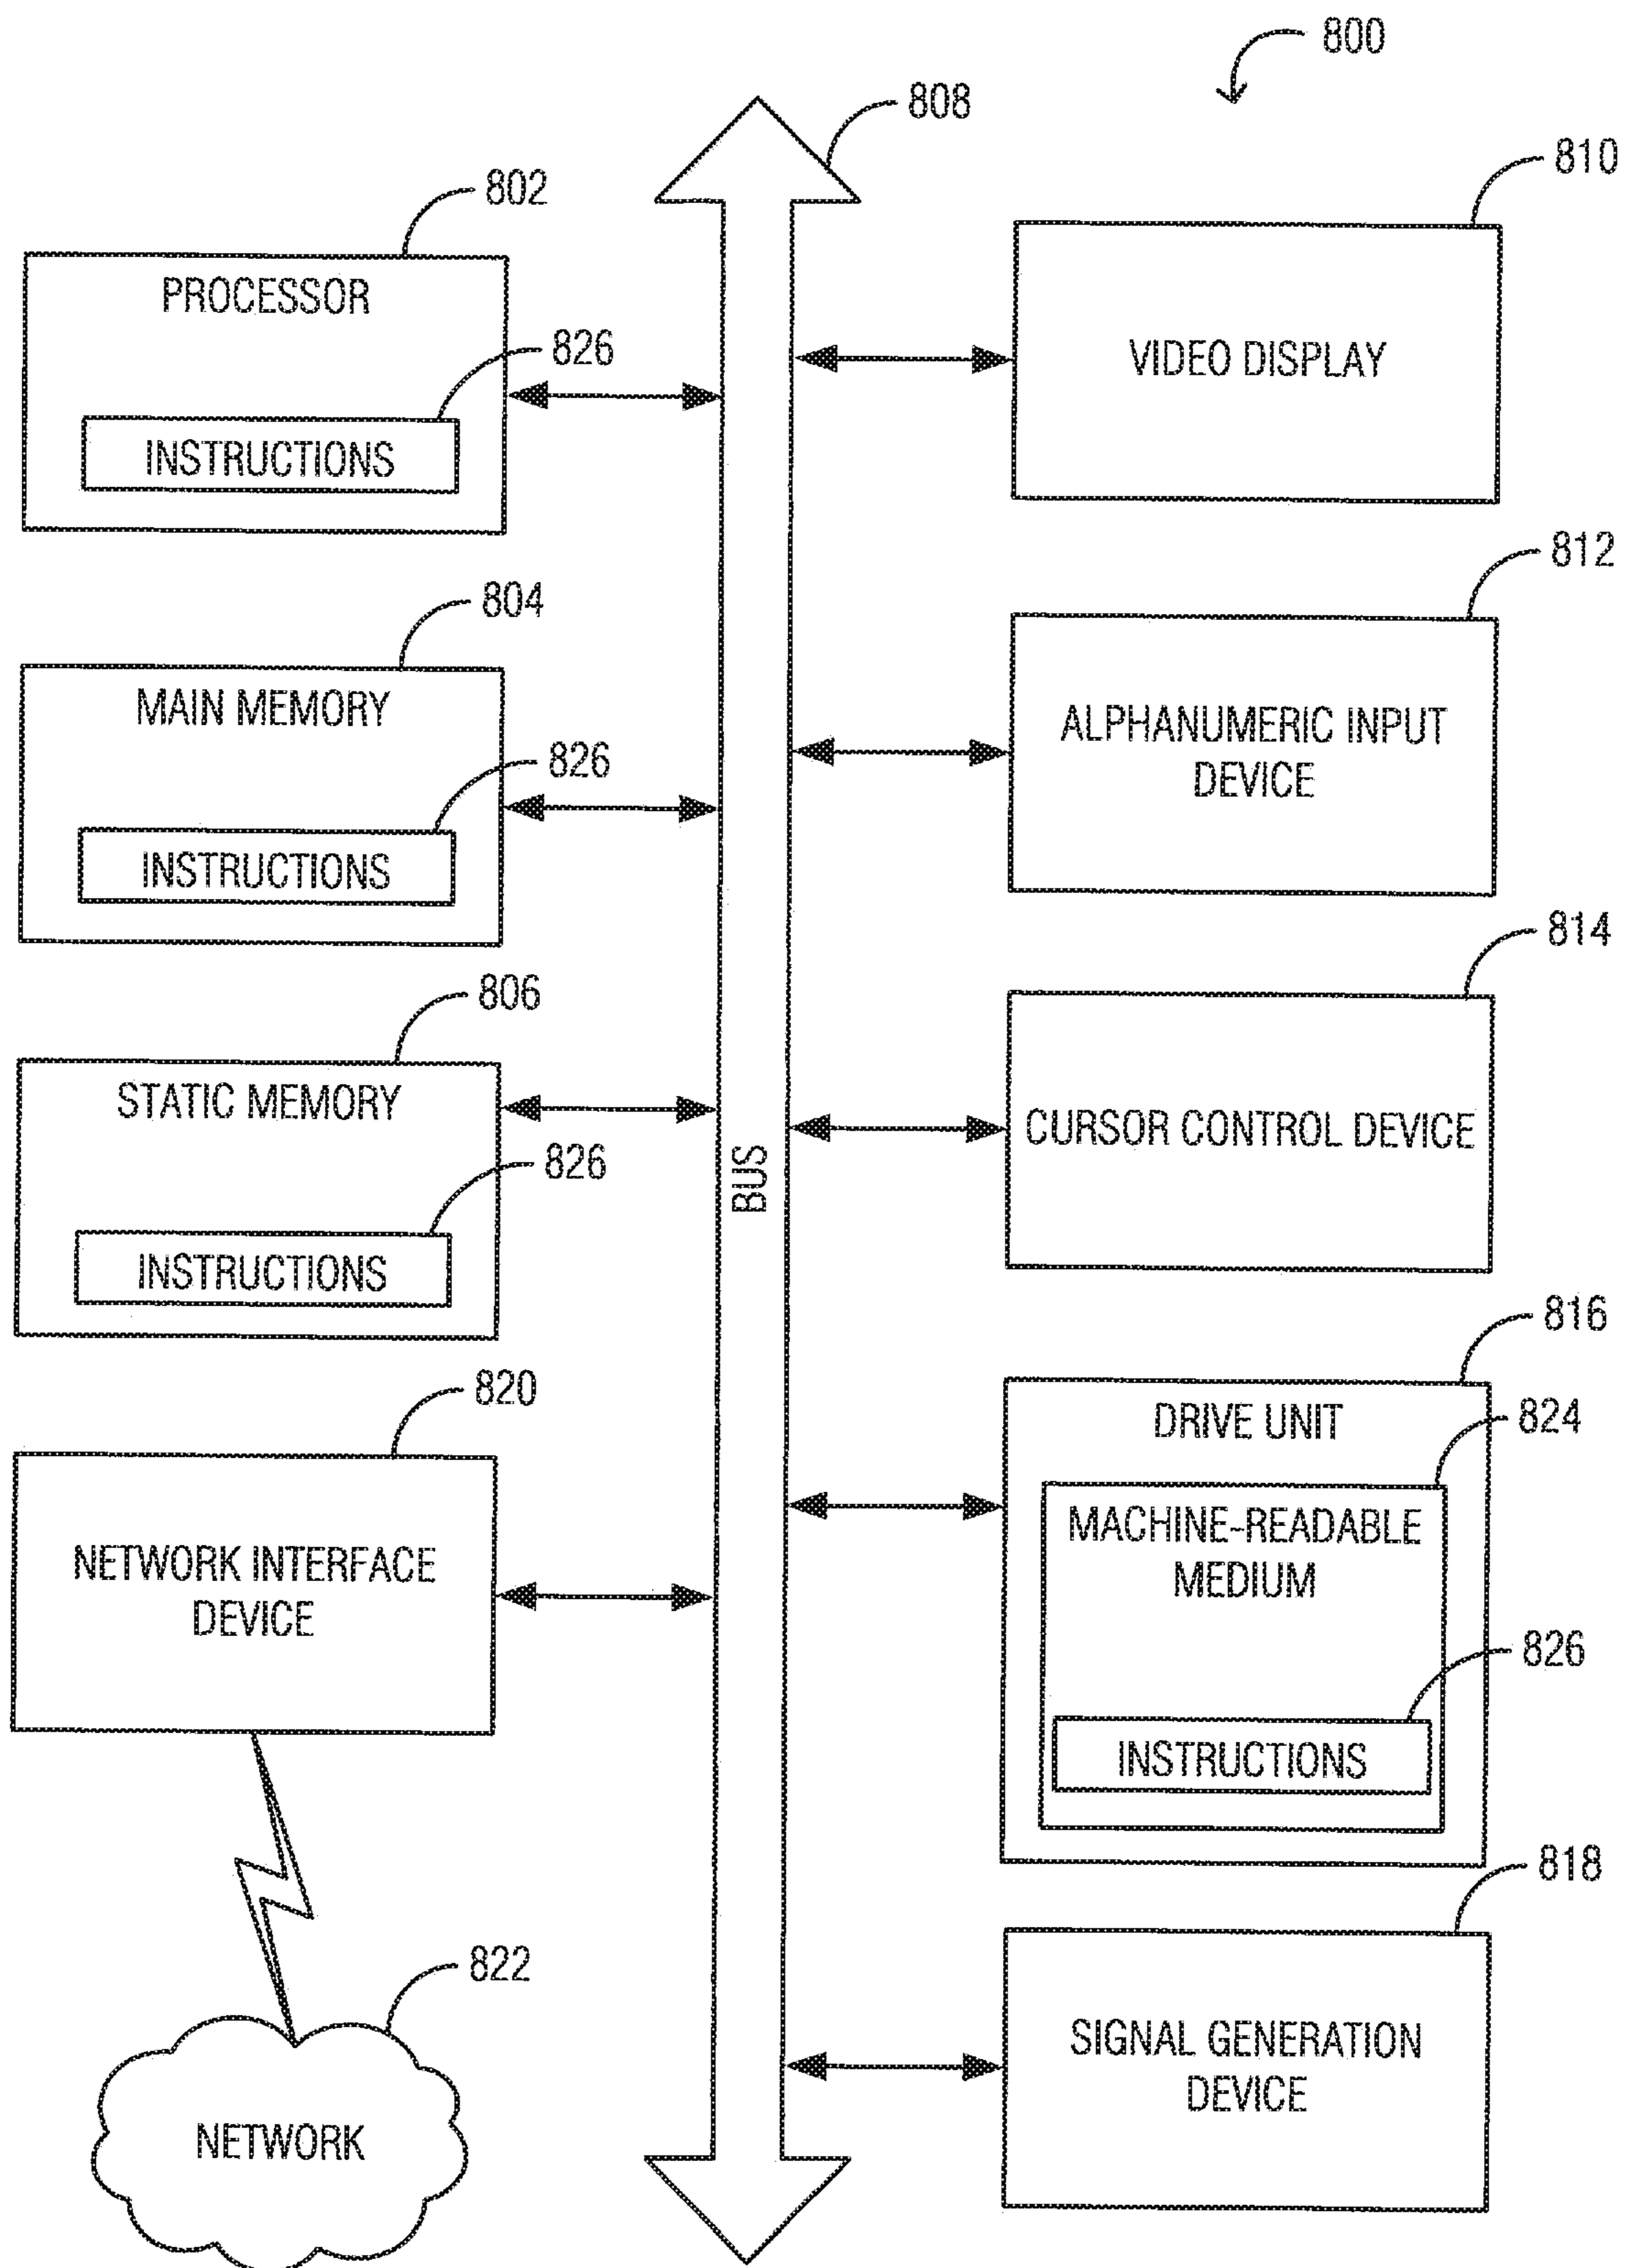 800
808
802
PROCESSOR
826
INSTRUCTIONS
804
MAIN MEMORY
826
INSTRUCTIONS
806
STATIC MEMORY
826
INSTRUCTIONS
820
NETWORK INTERFACE
DEVICE
822
NETWORK
BUS
810
VIDEO DISPLAY
812
ALPHANUMERIC INPUT
DEVICE
814
CURSOR CONTROL DEVICE
816
DRIVE UNIT
824
MACHINE-READABLE
MEDIUM
826
INSTRUCTIONS
818
SIGNAL GENERATION
DEVICE